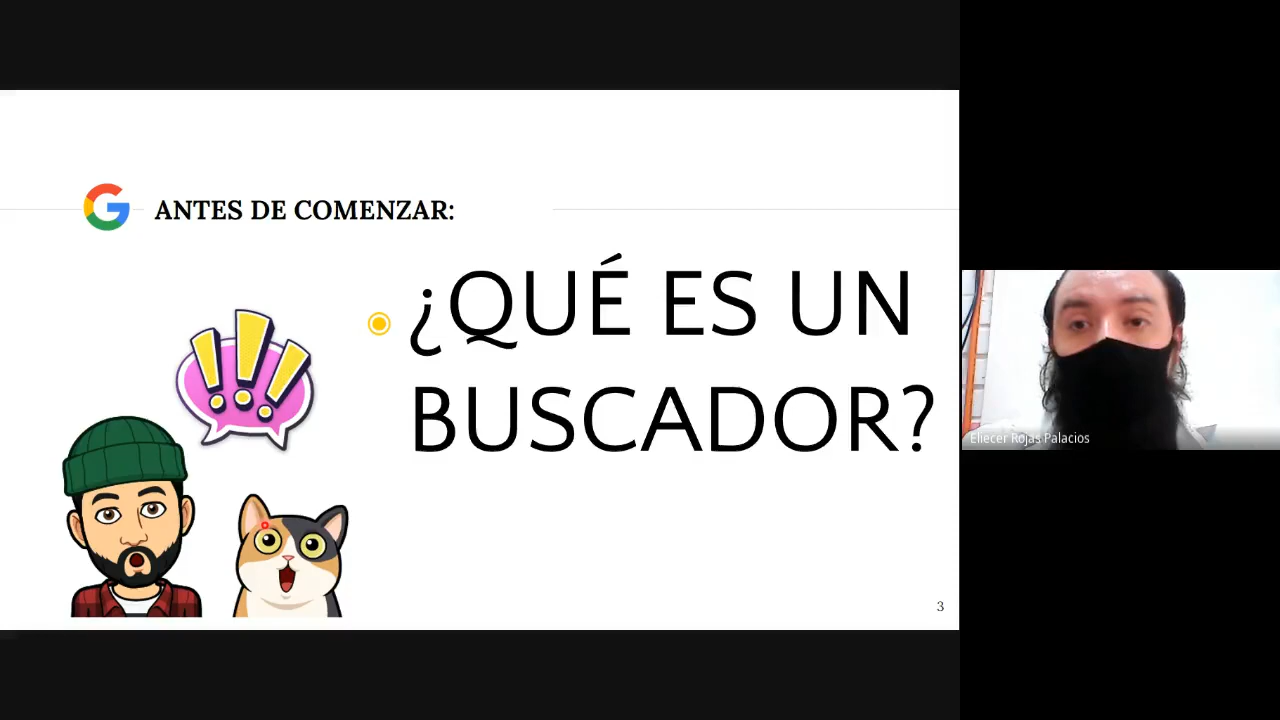 ANTES DE COMENZAR:
¿QUÉ ES UN
BUSCADOR?
3
Eliecer Rojas Palacios